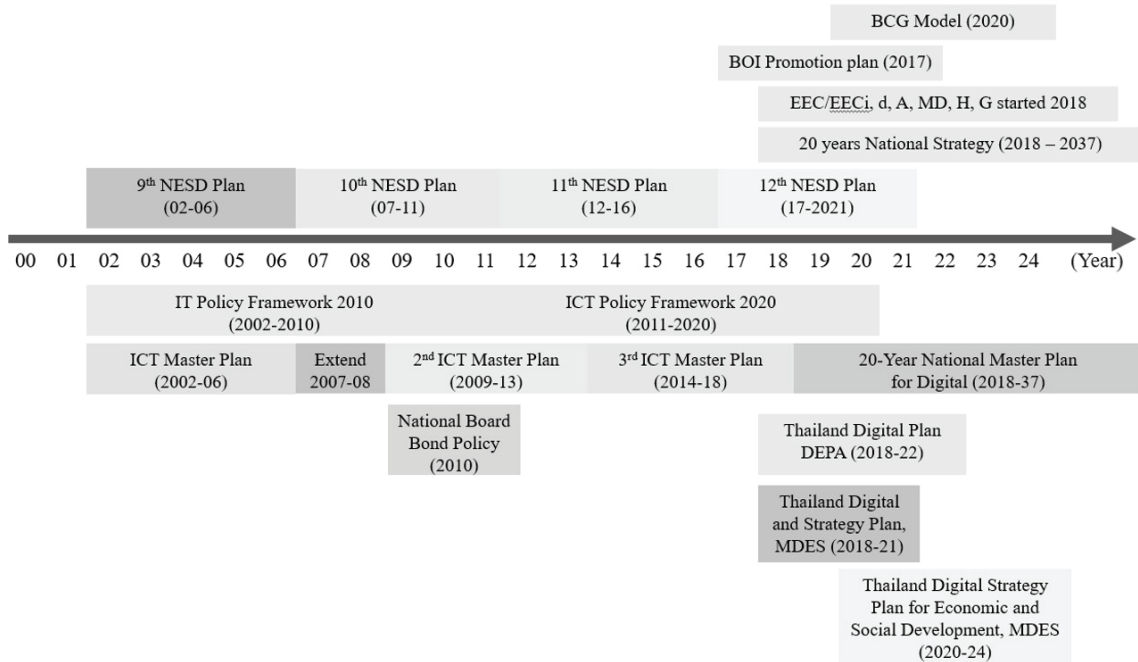 BCG Model (2020)
BOI Promotion plan (2017)
EEC/EECi, d, A, MD, H, G started 2018
20 years National Strategy (2018 – 2037)
9th NESD Plan
(02-06)
10th NESD Plan
(07-11)
11th NESD Plan
(12-16)
12th NESD Plan
(17-2021)
00 01 02 03 04 05 06 07 08 09 10 11 12 13 14 15 16 17 18 19 20 21 22 23 24 (Year)
IT Policy Framework 2010
(2002-2010)
ICT Policy Framework 2020
(2011-2020)
ICT Master Plan
(2002-06)
Extend
2007-08
2nd ICT Master Plan
(2009-13)
3rd ICT Master Plan
(2014-18)
20-Year National Master Plan
for Digital (2018-37)
National Board
Bond Policy
(2010)
Thailand Digital Plan
DEPA (2018-22)
Thailand Digital
and Strategy Plan,
MDES (2018-21)
Thailand Digital Strategy
Plan for Economic and
Social Development, MDES
(2020-24)